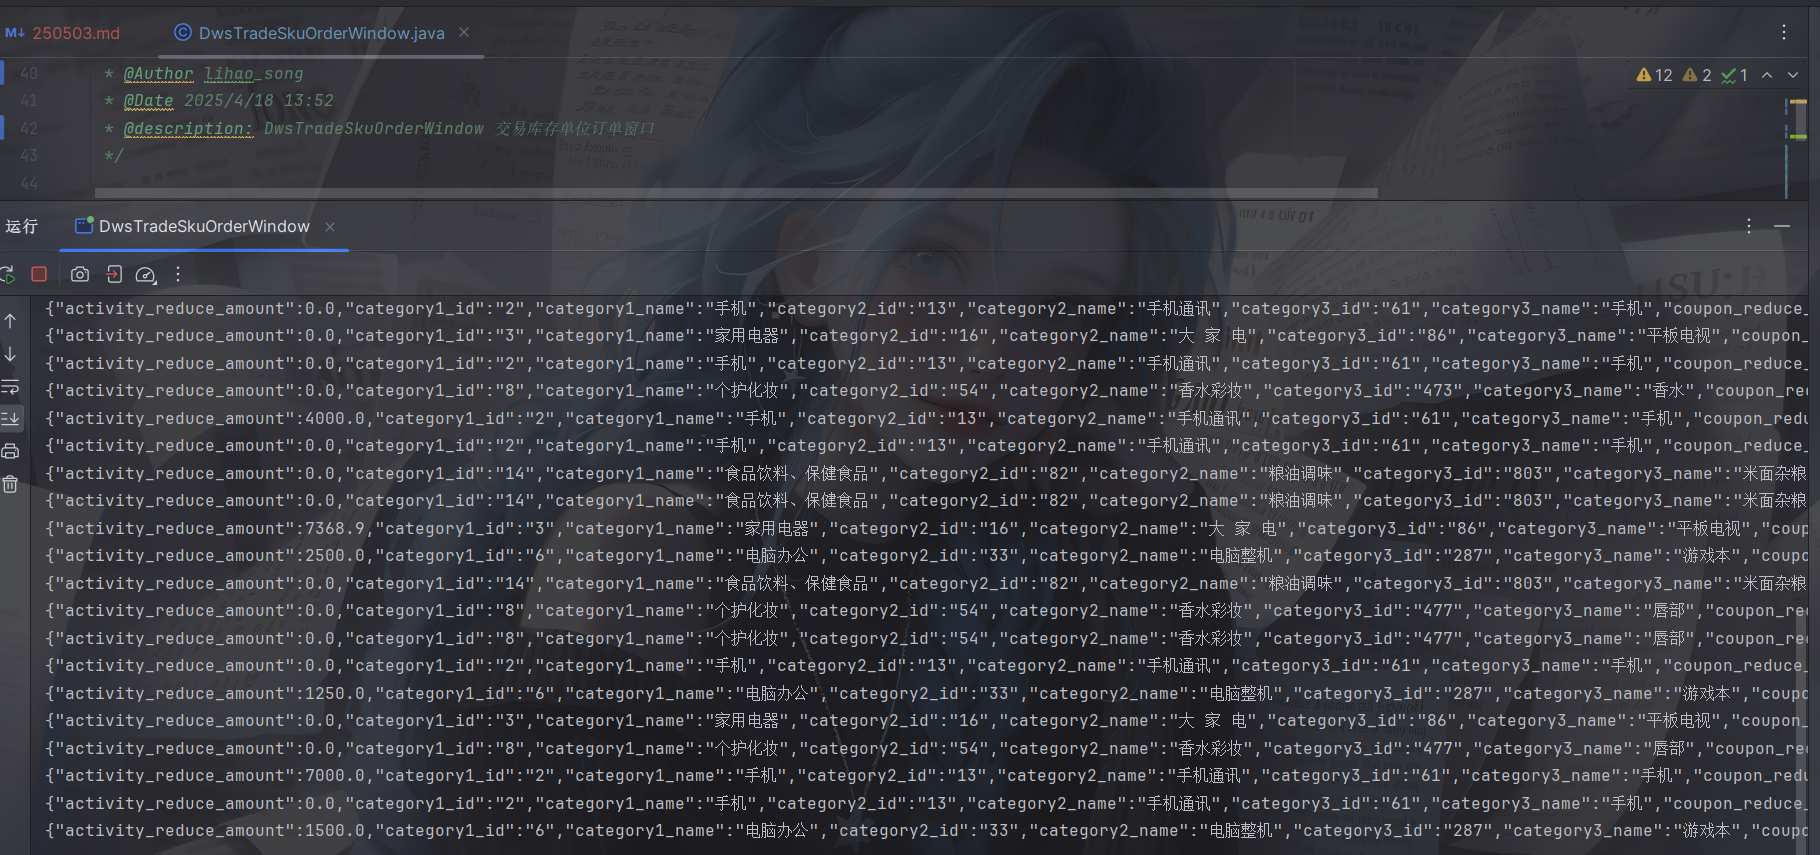 250503.md DwsTradeSkuOrderWindow.java
40 * @Author lihao_song
12 2 1
41 * @Date 2025/4/18 13:52
42 * @description: DwsTradeSkuOrderWindow 交易库存单位订单窗口
43 */
44
运行 DwsTradeSkuOrderWindow
{"activity_reduce_amount":0.0,"category1_id":"2","category1_name":"手机","category2_id":"13","category2_name":"手机通讯","category3_id":"61","category3_name":"手机","coupon_reduce_
{"activity_reduce_amount":0.0,"category1_id":"3","category1_name":"家用电器","category2_id":"16","category2_name":"大 家 电","category3_id":"86","category3_name":"平板电视","coupon_
{"activity_reduce_amount":0.0,"category1_id":"2","category1_name":"手机","category2_id":"13","category2_name":"手机通讯","category3_id":"61","category3_name":"手机","coupon_reduce_
{"activity_reduce_amount":0.0,"category1_id":"8","category1_name":"个护化妆","category2_id":"54","category2_name":"香水彩妆","category3_id":"473","category3_name":"香水","coupon_red
{"activity_reduce_amount":4000.0,"category1_id":"2","category1_name":"手机","category2_id":"13","category2_name":"手机通讯","category3_id":"61","category3_name":"手机","coupon_redu
{"activity_reduce_amount":0.0,"category1_id":"2","category1_name":"手机","category2_id":"13","category2_name":"手机通讯","category3_id":"61","category3_name":"手机","coupon_reduce_
{"activity_reduce_amount":0.0,"category1_id":"14","category1_name":"食品饮料、保健食品","category2_id":"82","category2_name":"粮油调味","category3_id":"803","category3_name":"米面杂粮
{"activity_reduce_amount":0.0,"category1_id":"14","category1_name":"食品饮料、保健食品","category2_id":"82","category2_name":"粮油调味","category3_id":"803","category3_name":"米面杂粮
{"activity_reduce_amount":7368.9,"category1_id":"3","category1_name":"家用电器","category2_id":"16","category2_name":"大 家 电","category3_id":"86","category3_name":"平板电视","coup
{"activity_reduce_amount":2500.0,"category1_id":"6","category1_name":"电脑办公","category2_id":"33","category2_name":"电脑整机","category3_id":"287","category3_name":"游戏本","coupo
{"activity_reduce_amount":0.0,"category1_id":"14","category1_name":"食品饮料、保健食品","category2_id":"82","category2_name":"粮油调味","category3_id":"803","category3_name":"米面杂粮
{"activity_reduce_amount":0.0,"category1_id":"8","category1_name":"个护化妆","category2_id":"54","category2_name":"香水彩妆","category3_id":"477","category3_name":"唇部","coupon_red
{"activity_reduce_amount":0.0,"category1_id":"8","category1_name":"个护化妆","category2_id":"54","category2_name":"香水彩妆","category3_id":"477","category3_name":"唇部","coupon_red
{"activity_reduce_amount":0.0,"category1_id":"2","category1_name":"手机","category2_id":"13","category2_name":"手机通讯","category3_id":"61","category3_name":"手机","coupon_reduce_
{"activity_reduce_amount":1250.0,"category1_id":"6","category1_name":"电脑办公","category2_id":"33","category2_name":"电脑整机","category3_id":"287","category3_name":"游戏本","coupo
{"activity_reduce_amount":0.0,"category1_id":"3","category1_name":"家用电器","category2_id":"16","category2_name":"大 家 电","category3_id":"86","category3_name":"平板电视","coupon_
{"activity_reduce_amount":0.0,"category1_id":"8","category1_name":"个护化妆","category2_id":"54","category2_name":"香水彩妆","category3_id":"477","category3_name":"唇部","coupon_red
{"activity_reduce_amount":7000.0,"category1_id":"2","category1_name":"手机","category2_id":"13","category2_name":"手机通讯","category3_id":"61","category3_name":"手机","coupon_redu
{"activity_reduce_amount":0.0,"category1_id":"2","category1_name":"手机","category2_id":"13","category2_name":"手机通讯","category3_id":"61","category3_name":"手机","coupon_reduce_
{"activity_reduce_amount":1500.0,"category1_id":"6","category1_name":"电脑办公","category2_id":"33","category2_name":"电脑整机","category3_id":"287","category3_name":"游戏本","coupo